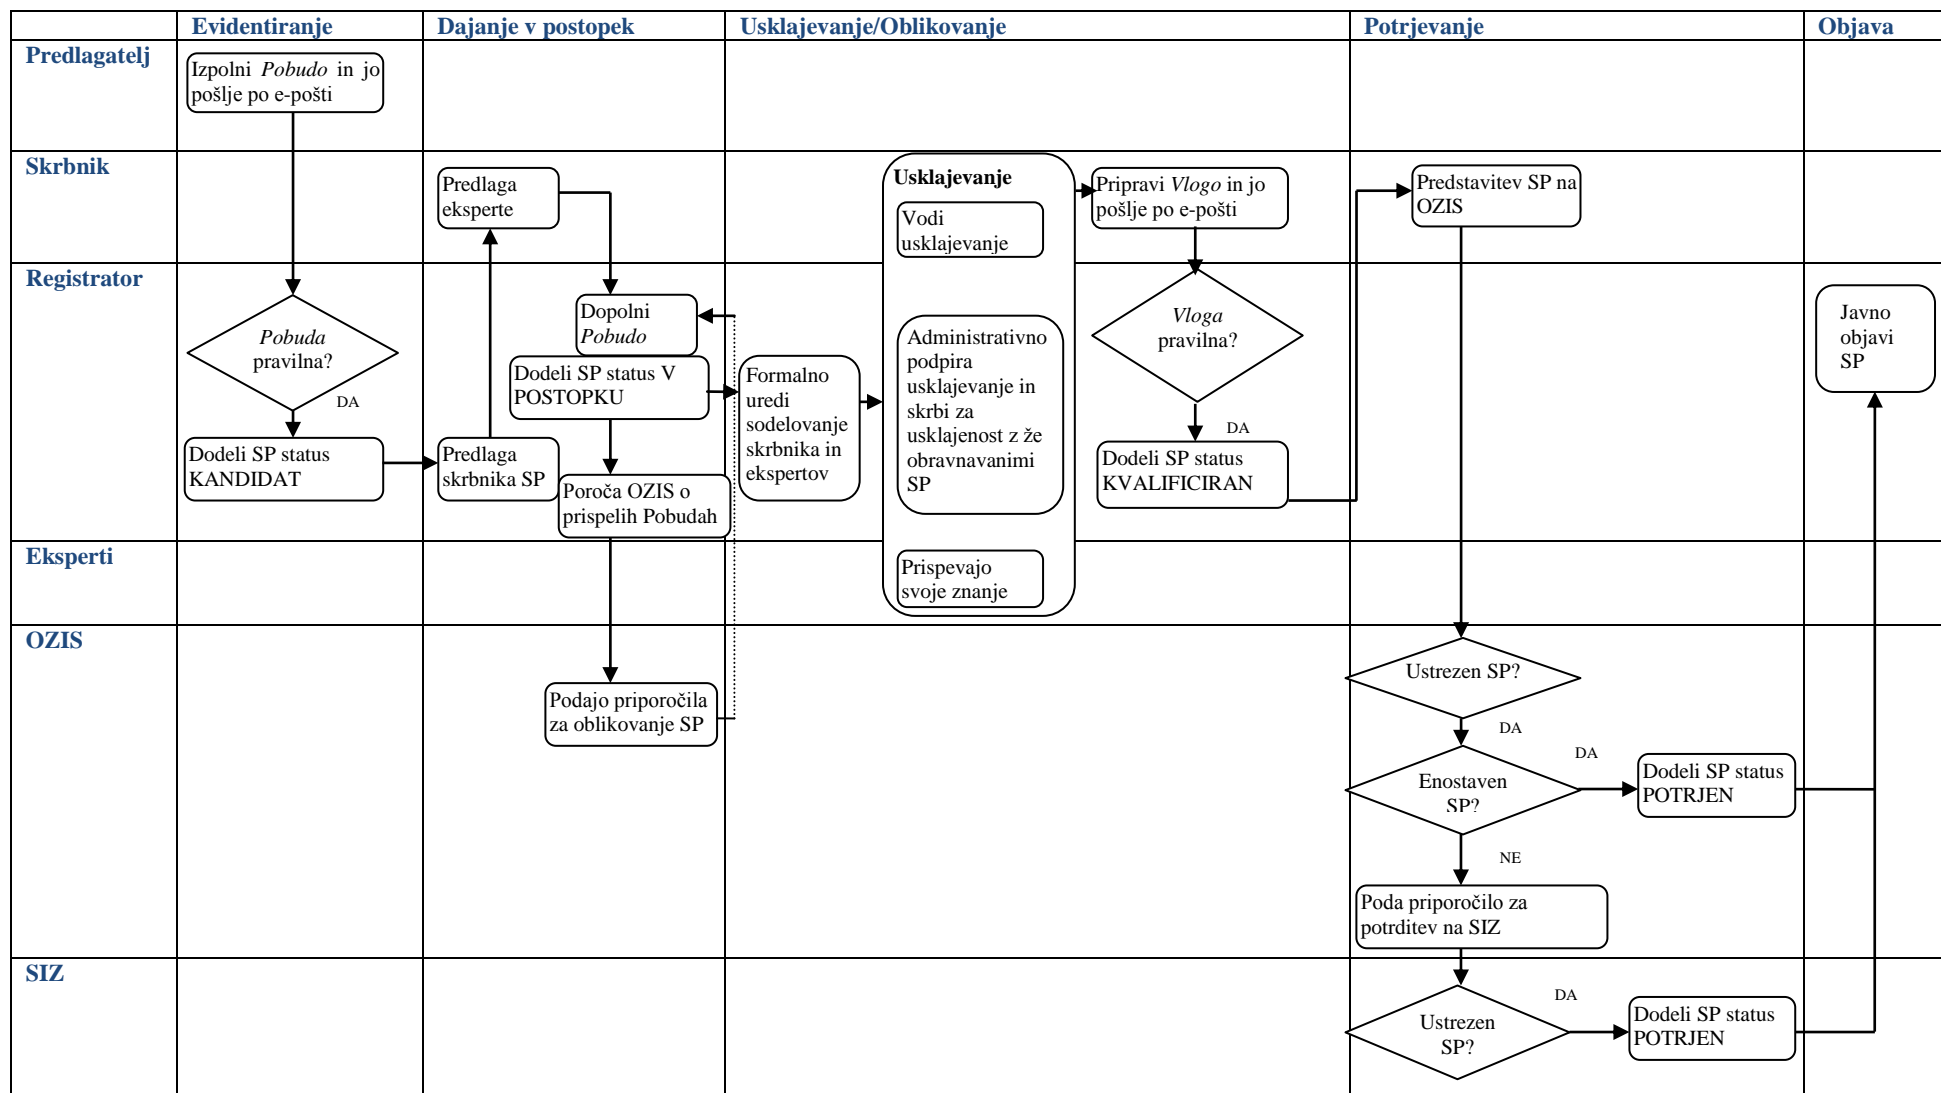 Evidentiranje
Dajanje v postopek
Usklajevanje/Oblikovanje
Potrjevanje
Objava
Predlagatelj
Izpolni Pobudo in jo
pošlje po e-pošti
Skrbnik
Predlaga
eksperte
Usklajevanje
Vodi
usklajevanje
Pripravi Vlogo in jo
pošlje po e-pošti
Predstavitev SP na
OZIS
Registrator
Pobuda
pravilna?
DA
Dodeli SP status
KANDIDAT
Predlaga
skrbnika SP
Dopolni
Pobudo
Dodeli SP status V
POSTOPKU
Poroča OZIS o
prispelih Pobudah
Formalno
uredi
sodelovanje
skrbnika in
ekspertov
Administrativno
podpira
usklajevanje in
skrbi za
usklajenost z že
obravnavanimi
SP
Vloga
pravilna?
DA
Dodeli SP status
KVALIFICIRAN
Javno
objavi
SP
Eksperti
Prispevajo
svoje znanje
OZIS
Podajo priporočila
za oblikovanje SP
Ustrezen SP?
DA
Enostaven
SP?
DA
Dodeli SP status
POTRJEN
NE
Poda priporočilo za
potrditev na SIZ
SIZ
Ustrezen
SP?
DA
Dodeli SP status
POTRJEN